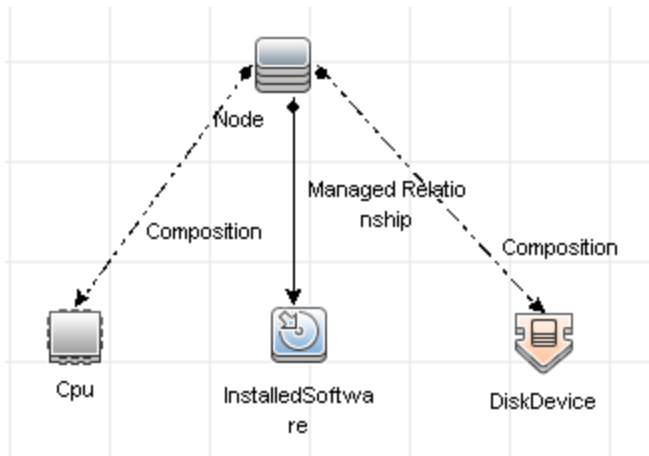 Node
Managed Relatio
nship
Composition
Composition
Cpu
InstalledSoftwa
re
DiskDevice